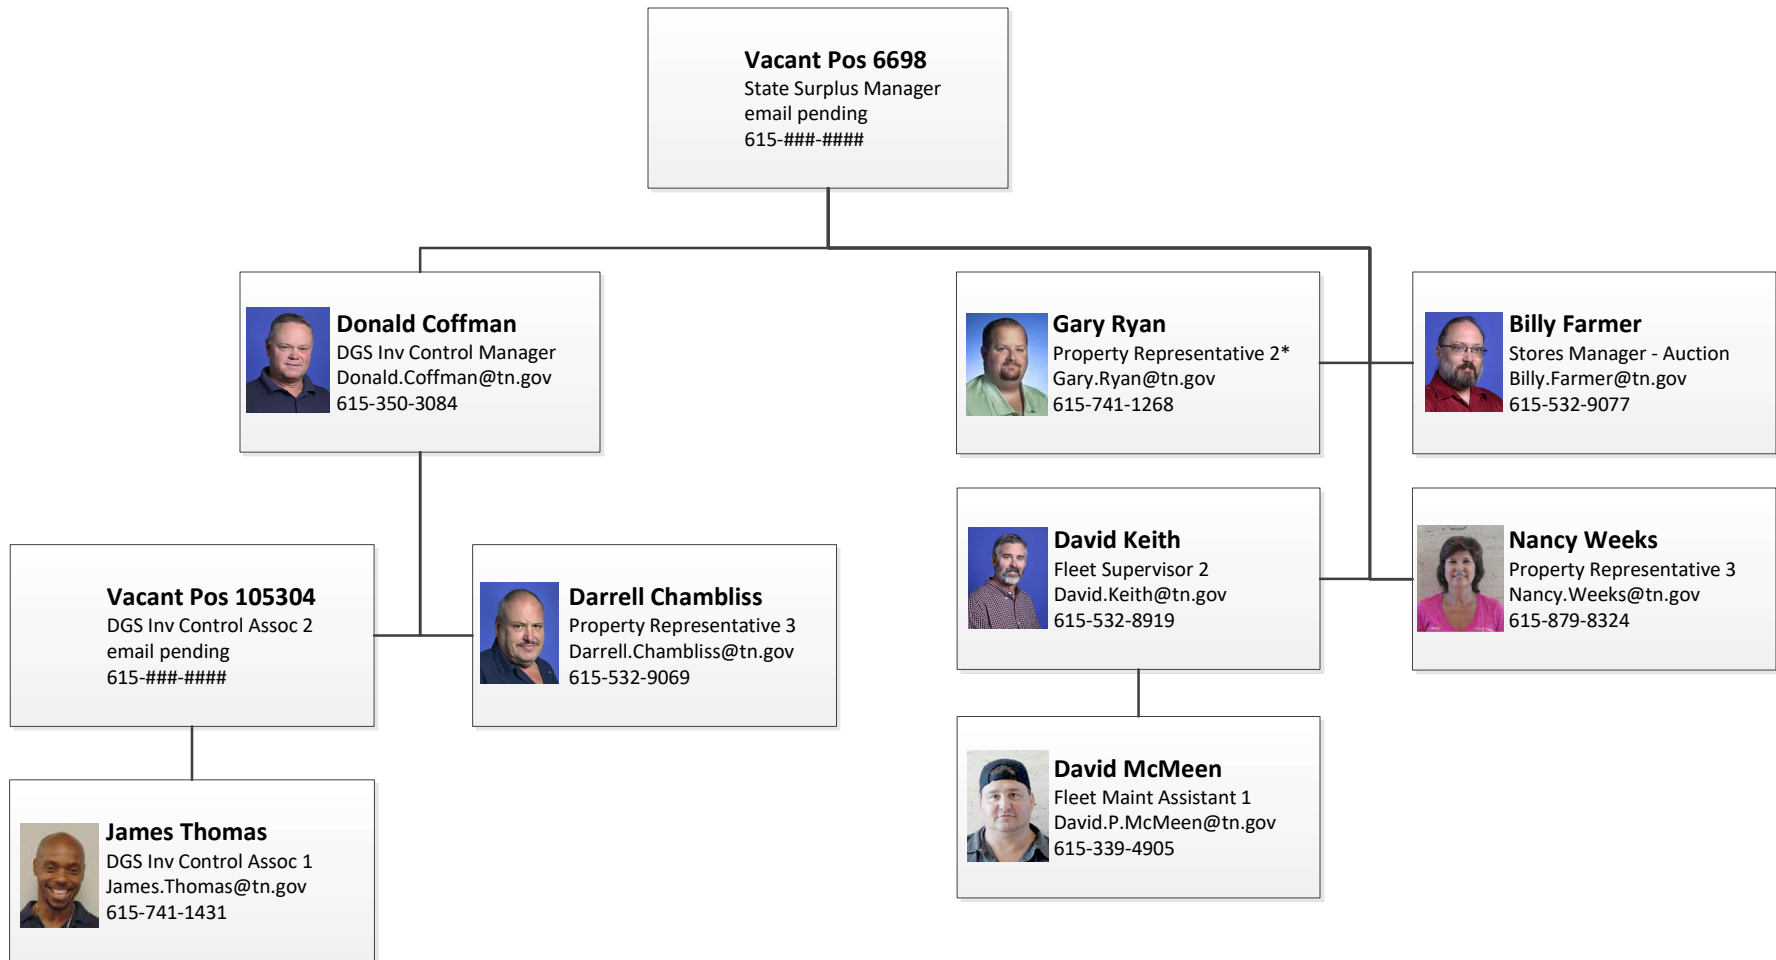 Vacant Pos 6698
State Surplus Manager
email pending
615-###-####
Donald Coffman
DGS Inv Control Manager
Donald.Coffman@tn.gov
615-350-3084
Gary Ryan
Property Representative 2*
Gary.Ryan@tn.gov
615-741-1268
Billy Farmer
Stores Manager - Auction
Billy.Farmer@tn.gov
615-532-9077
Vacant Pos 105304
DGS Inv Control Assoc 2
email pending
615-###-####
Darrell Chambliss
Property Representative 3
Darrell.Chambliss@tn.gov
615-532-9069
David Keith
Fleet Supervisor 2
David.Keith@tn.gov
615-532-8919
Nancy Weeks
Property Representative 3
Nancy.Weeks@tn.gov
615-879-8324
James Thomas
DGS Inv Control Assoc 1
James.Thomas@tn.gov
615-741-1431
David McMeen
Fleet Maint Assistant 1
David.P.McMeen@tn.gov
615-339-4905